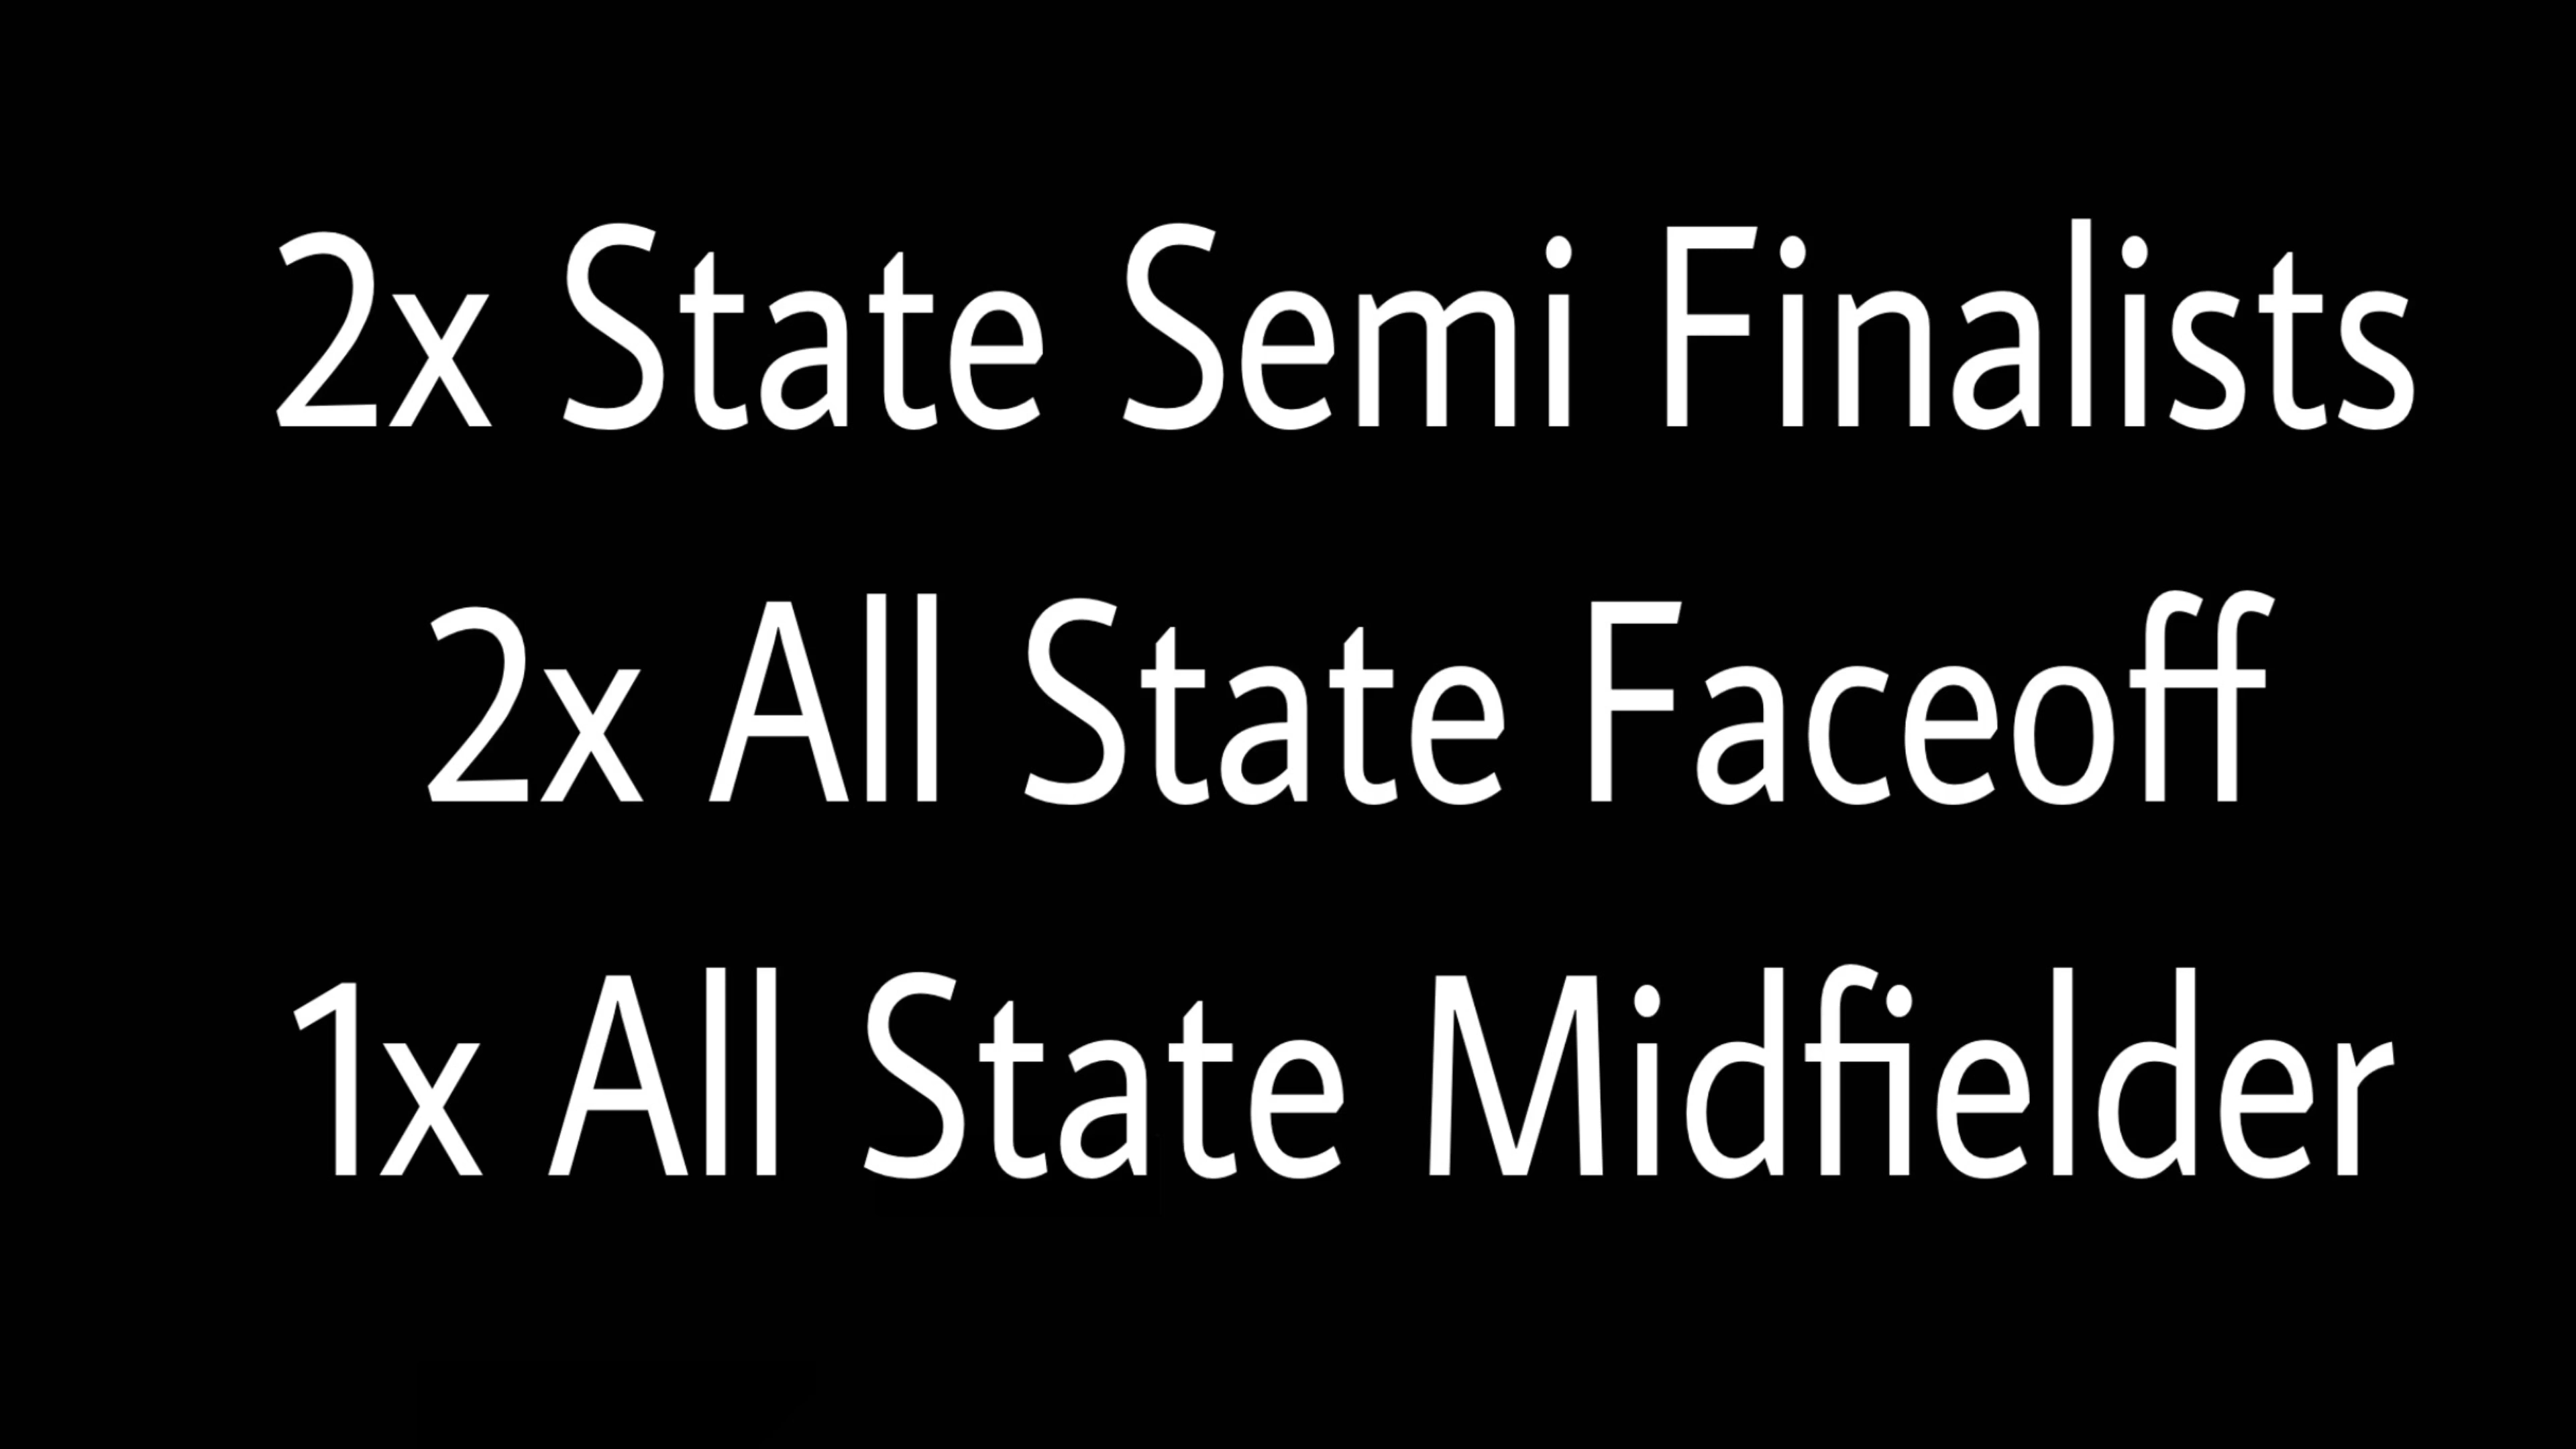 2x State Semi Finalists
2x All State Faceoff
1x All State Midfielder